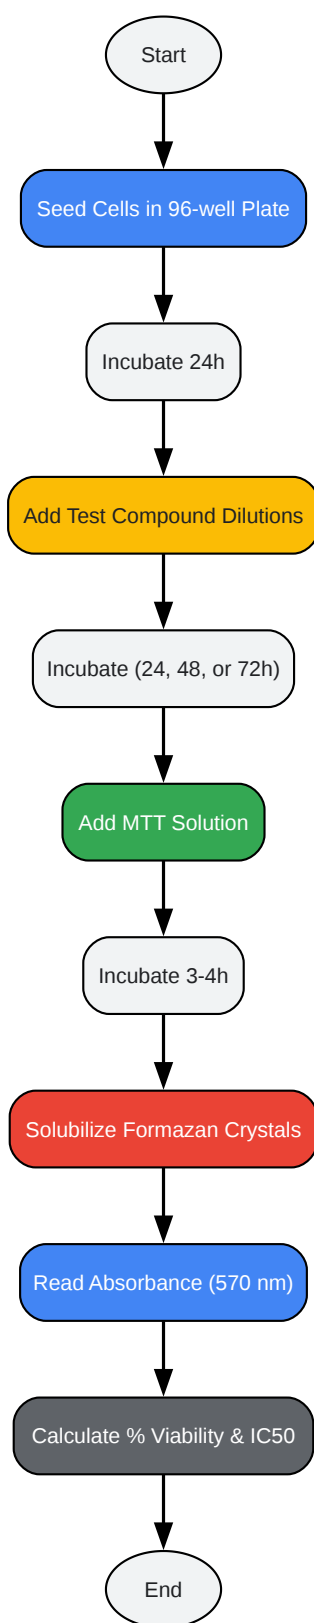 Start
Seed Cells in 96-well Plate
Incubate 24h
Add Test Compound Dilutions
Incubate (24, 48, or 72h)
Add MTT Solution
Incubate 3-4h
Solubilize Formazan Crystals
Read Absorbance (570 nm)
Calculate % Viability & IC50
End